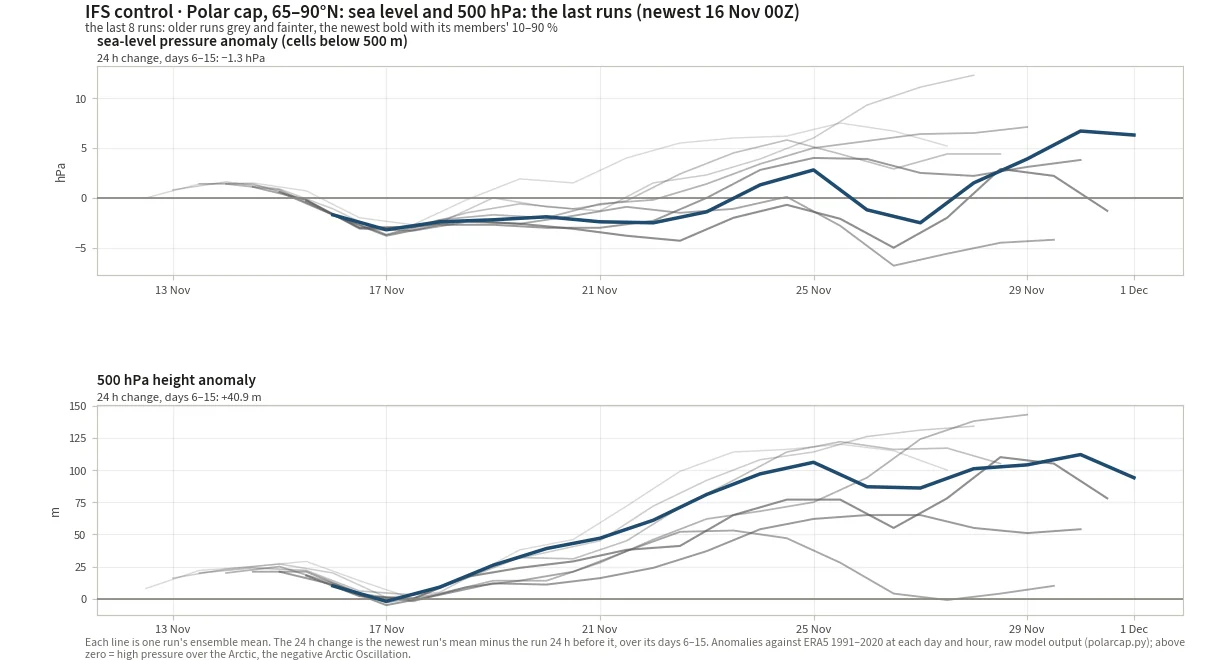 IFS control · Polar cap, 65–90°N: sea level and 500 hPa: the last runs (newest 16 Nov 00Z)
the last 8 runs: older runs grey and fainter, the newest bold with its members' 10–90 %
sea-level pressure anomaly (cells below 500 m)
24 h change, days 6–15: −1.3 hPa
10
5
0
−5
hPa
13 Nov
17 Nov
21 Nov
25 Nov
29 Nov
1 Dec
500 hPa height anomaly
24 h change, days 6–15: +40.9 m
150
125
100
75
50
25
0
m
13 Nov
17 Nov
21 Nov
25 Nov
29 Nov
1 Dec
Each line is one run's ensemble mean. The 24 h change is the newest run's mean minus the run 24 h before it, over its days 6–15. Anomalies against ERA5 1991–2020 at each day and hour, raw model output (polarcap.py); above
zero = high pressure over the Arctic, the negative Arctic Oscillation.